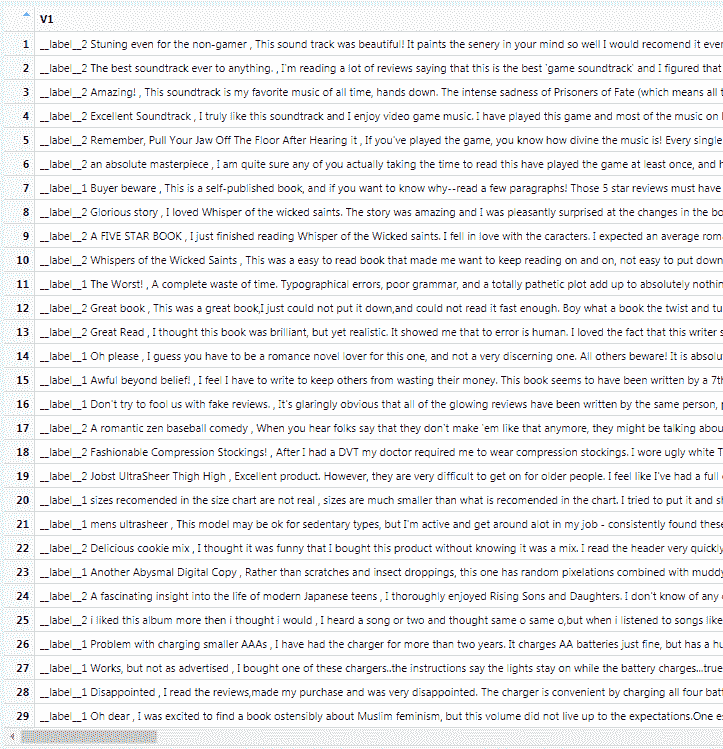 V1
1 __label__2 Stuning even for the non-gamer , This sound track was beautiful! It paints the senery in your mind so well I would recomend it ever
2 __label__2 The best soundtrack ever to anything. , I'm reading a lot of reviews saying that this is the best 'game soundtrack' and I figured that
3 __label__2 Amazing! , This soundtrack is my favorite music of all time, hands down. The intense sadness of Prisoners of Fate (which means all t
4 __label__2 Excellent Soundtrack , I truly like this soundtrack and I enjoy video game music. I have played this game and most of the music on
5 __label__2 Remember, Pull Your Jaw Off The Floor After Hearing it , If you've played the game, you know how divine the music is! Every single
6 __label__2 an absolute masterpiece , I am quite sure any of you actually taking the time to read this have played the game at least once, and h
7 __label__1 Buyer beware , This is a self-published book, and if you want to know why--read a few paragraphs! Those 5 star reviews must have
8 __label__2 Glorious story , I loved Whisper of the wicked saints. The story was amazing and I was pleasantly surprised at the changes in the bo
9 __label__2 A FIVE STAR BOOK , I just finished reading Whisper of the Wicked saints. I fell in love with the caracters. I expected an average rom
10 __label__2 Whispers of the Wicked Saints , This was a easy to read book that made me want to keep reading on and on, not easy to put down
11 __label__1 The Worst! , A complete waste of time. Typographical errors, poor grammar, and a totally pathetic plot add up to absolutely nothin
12 __label__2 Great book , This was a great book,I just could not put it down,and could not read it fast enough. Boy what a book the twist and tu
13 __label__2 Great Read , I thought this book was brilliant, but yet realistic. It showed me that to error is human. I loved the fact that this writer s
14 __label__1 Oh please , I guess you have to be a romance novel lover for this one, and not a very discerning one. All others beware! It is absolu
15 __label__1 Awful beyond belief! , I feel I have to write to keep others from wasting their money. This book seems to have been written by a 7th
16 __label__1 Don't try to fool us with fake reviews. , It's glaringly obvious that all of the glowing reviews have been written by the same person, p
17 __label__2 A romantic zen baseball comedy , When you hear folks say that they don't make 'em like that anymore, they might be talking abou
18 __label__2 Fashionable Compression Stockings! , After I had a DVT my doctor required me to wear compression stockings. I wore ugly white T
19 __label__2 Jobst UltraSheer Thigh High , Excellent product. However, they are very difficult to get on for older people. I feel like I've had a full
20 __label__1 sizes recomended in the size chart are not real , sizes are much smaller than what is recomended in the chart. I tried to put it and sh
21 __label__1 mens ultrasheer , This model may be ok for sedentary types, but I'm active and get around alot in my job - consistently found these
22 __label__2 Delicious cookie mix , I thought it was funny that I bought this product without knowing it was a mix. I read the header very quickly
23 __label__1 Another Abysmal Digital Copy , Rather than scratches and insect droppings, this one has random pixelations combined with muddy
24 __label__2 A fascinating insight into the life of modern Japanese teens , I thoroughly enjoyed Rising Sons and Daughters. I don't know of any
25 __label__2 i liked this album more then i thought i would , I heard a song or two and thought same o same o,but when i listened to songs like
26 __label__1 Problem with charging smaller AAAs , I have had the charger for more than two years. It charges AA batteries just fine, but has a hu
27 __label__1 Works, but not as advertised , I bought one of these chargers..the instructions say the lights stay on while the battery charges...true
28 __label__1 Disappointed , I read the reviews,made my purchase and was very disappointed. The charger is convenient by charging all four bat
29 __label__1 Oh dear , I was excited to find a book ostensibly about Muslim feminism, but this volume did not live up to the expectations.One es